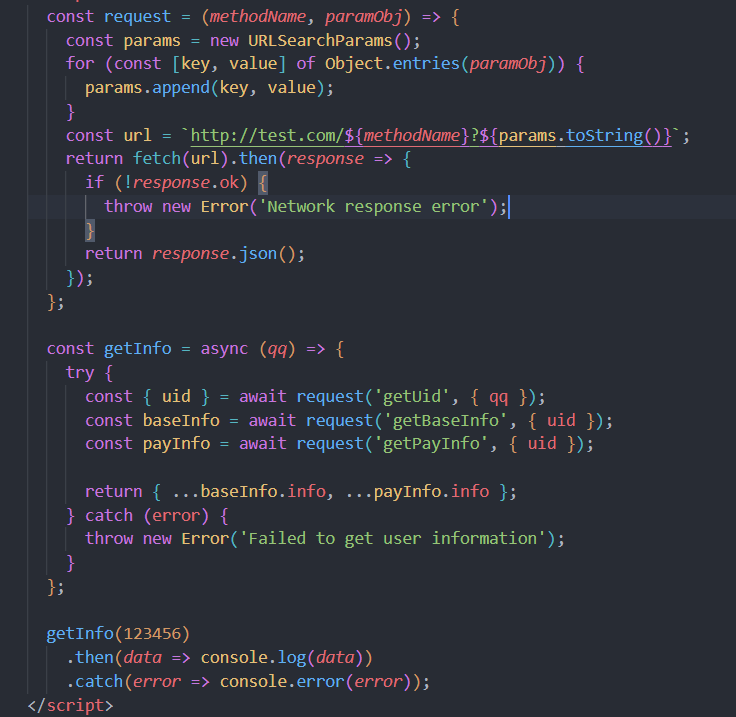 const request = (methodName, paramObj) => {
const params = new URLSearchParams();
for (const [key, value] of Object.entries(paramObj)) {
params.append(key, value);
}
const url = `http://test.com/${methodName}?${params.toString()}`;
return fetch(url).then(response => {
if (!response.ok) {
throw new Error('Network response error');
}
return response.json();
});
};
const getInfo = async (qq) => {
try {
const { uid } = await request('getUid', { qq });
const baseInfo = await request('getBaseInfo', { uid });
const payInfo = await request('getPayInfo', { uid });
return { ...baseInfo.info, ...payInfo.info };
} catch (error) {
throw new Error('Failed to get user information');
}
};
getInfo(123456)
.then(data => console.log(data))
.catch(error => console.error(error));
</script>